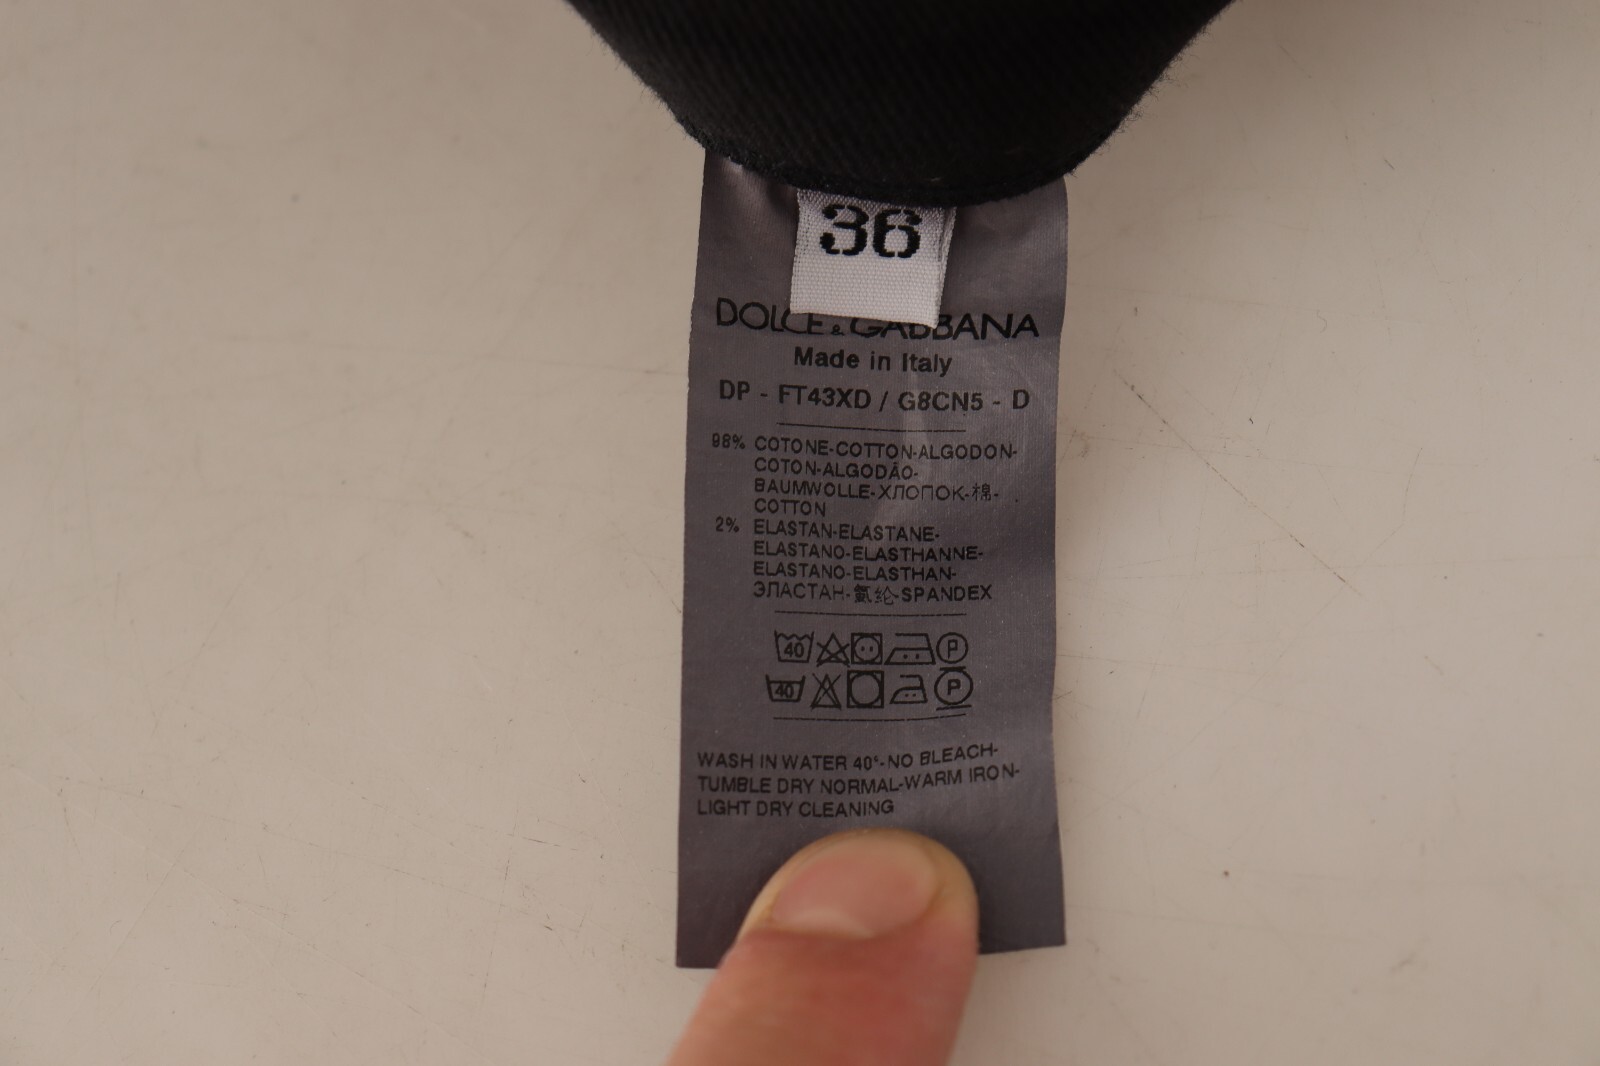 36
DOLCE & GABBANA
Made in Italy
DP - FT43XD / G8CN5 - D
98% COTONE-COTTON-ALGODON-
COTON-ALGODÃO-
BAUMWOLLE-ХЛОПОК-棉-
COTTON
2% ELASTAN-ELASTANE-
ELASTANO-ELASTHANNE-
ELASTANO-ELASTHAN-
ЭЛАСТАН-氨纶-SPANDEX
40 P
40 P
WASH IN WATER 40°-NO BLEACH-
TUMBLE DRY NORMAL-WARM IRON-
LIGHT DRY CLEANING